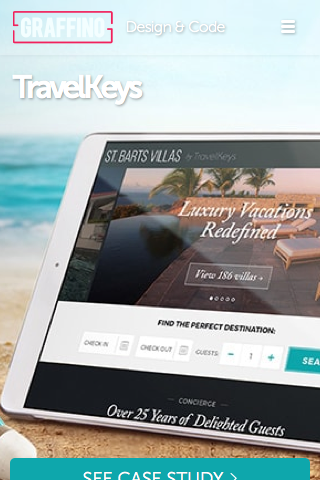 GRAFFINO Design & Code
TravelKeys
ST. BARTS VILLAS by TravelKeys
Luxury Vacations
Redefined
View 186 villas
FIND THE PERFECT DESTINATION:
CHECK IN CHECK OUT GUESTS: - 1 + SEA
CONCIERGE
Over 25 Years of Delighted Guests
SEE CASE STUDY >